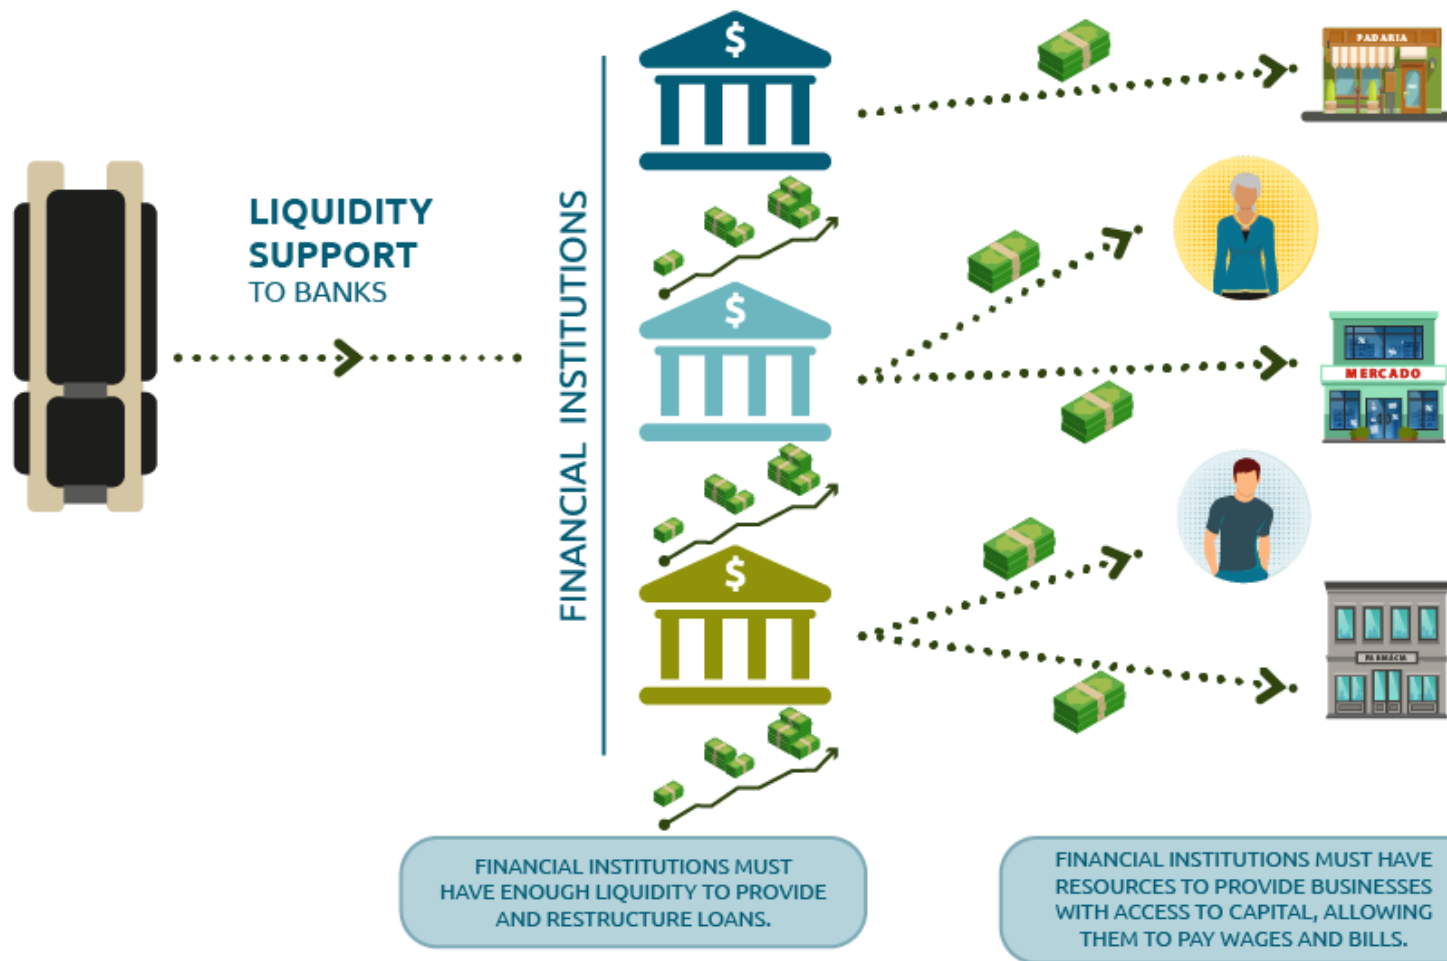 LIQUIDITY
SUPPORT
TO BANKS
FINANCIAL INSTITUTIONS
$
$
$
PADARIA
MERCADO
FARMÁCIA
FINANCIAL INSTITUTIONS MUST
HAVE ENOUGH LIQUIDITY TO PROVIDE
AND RESTRUCTURE LOANS.
FINANCIAL INSTITUTIONS MUST HAVE
RESOURCES TO PROVIDE BUSINESSES
WITH ACCESS TO CAPITAL, ALLOWING
THEM TO PAY WAGES AND BILLS.